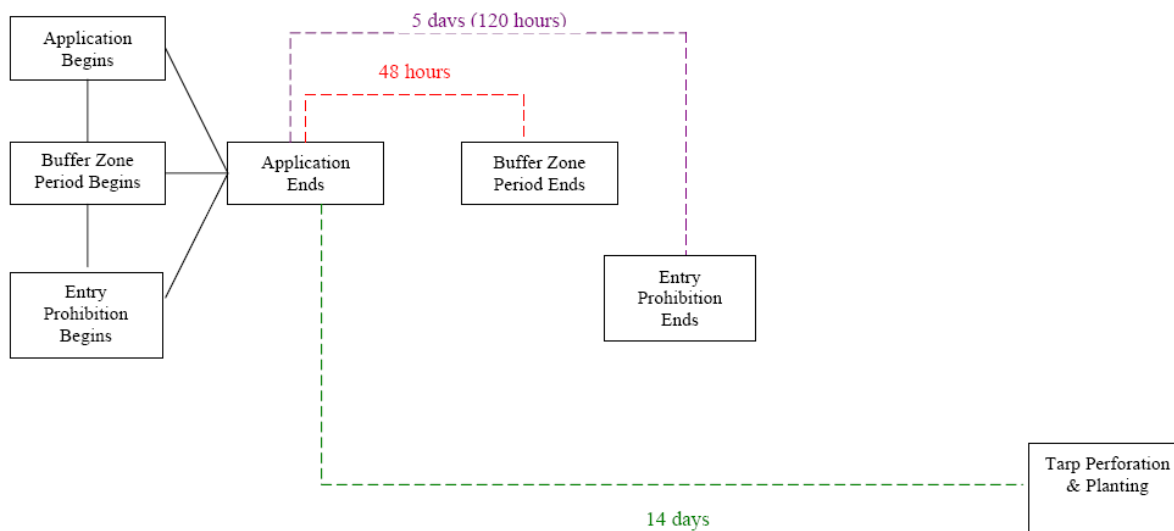 5 days (120 hours)
Application
Begins
48 hours
Buffer Zone
Period Begins
Application
Ends
Buffer Zone
Period Ends
Entry
Prohibition
Begins
Entry
Prohibition
Ends
Tarp Perforation
& Planting
14 days